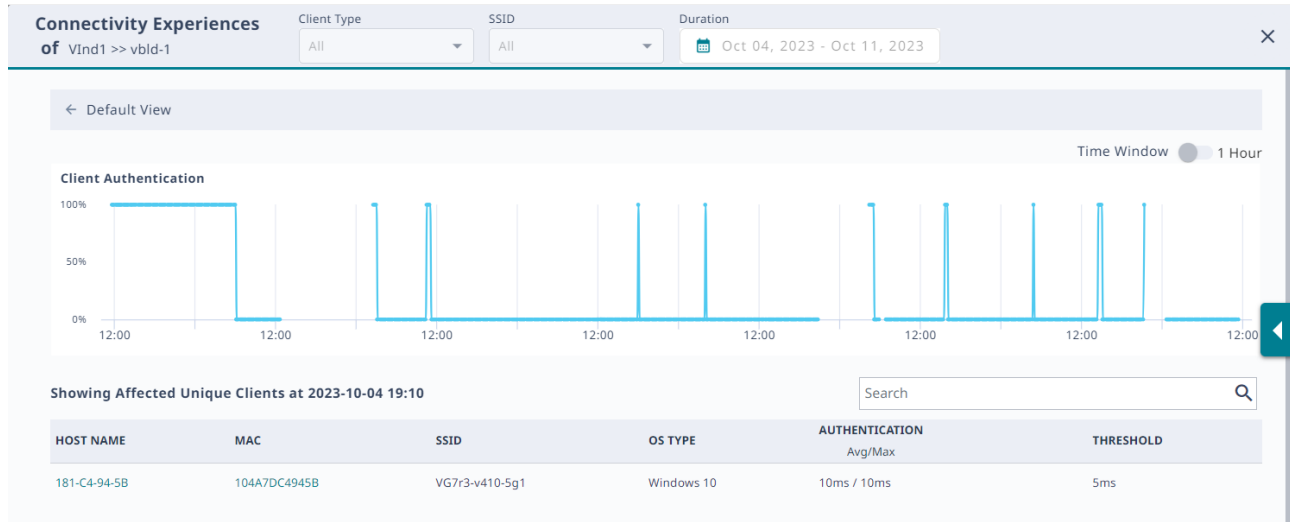 Connectivity Experiences
of VInd1 >> vbld-1
Client Type
All
SSID
All
Duration
Oct 04, 2023 - Oct 11, 2023
← Default View
Time Window 1 Hour
Client Authentication
100%
50%
0%
12:00 12:00 12:00 12:00 12:00 12:00 12:00 12:00
Showing Affected Unique Clients at 2023-10-04 19:10
Search
HOST NAME MAC SSID OS TYPE AUTHENTICATION THRESHOLD
Avg/Max
181-C4-94-5B 104A7DC4945B VG7r3-v410-5g1 Windows 10 10ms / 10ms 5ms